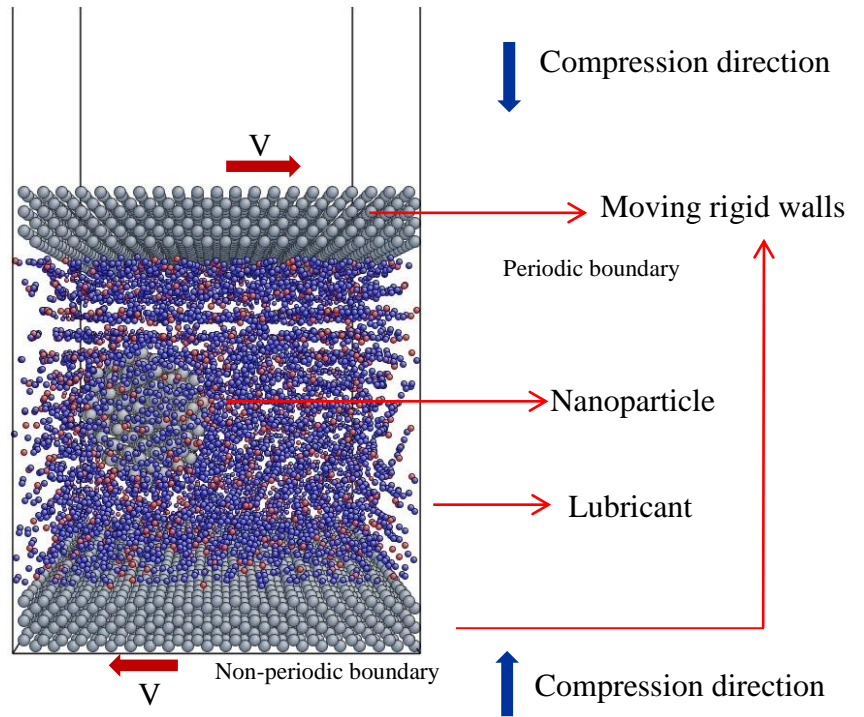 Compression direction
V
Moving rigid walls
Periodic boundary
Nanoparticle
Lubricant
Non-periodic boundary
V
Compression direction